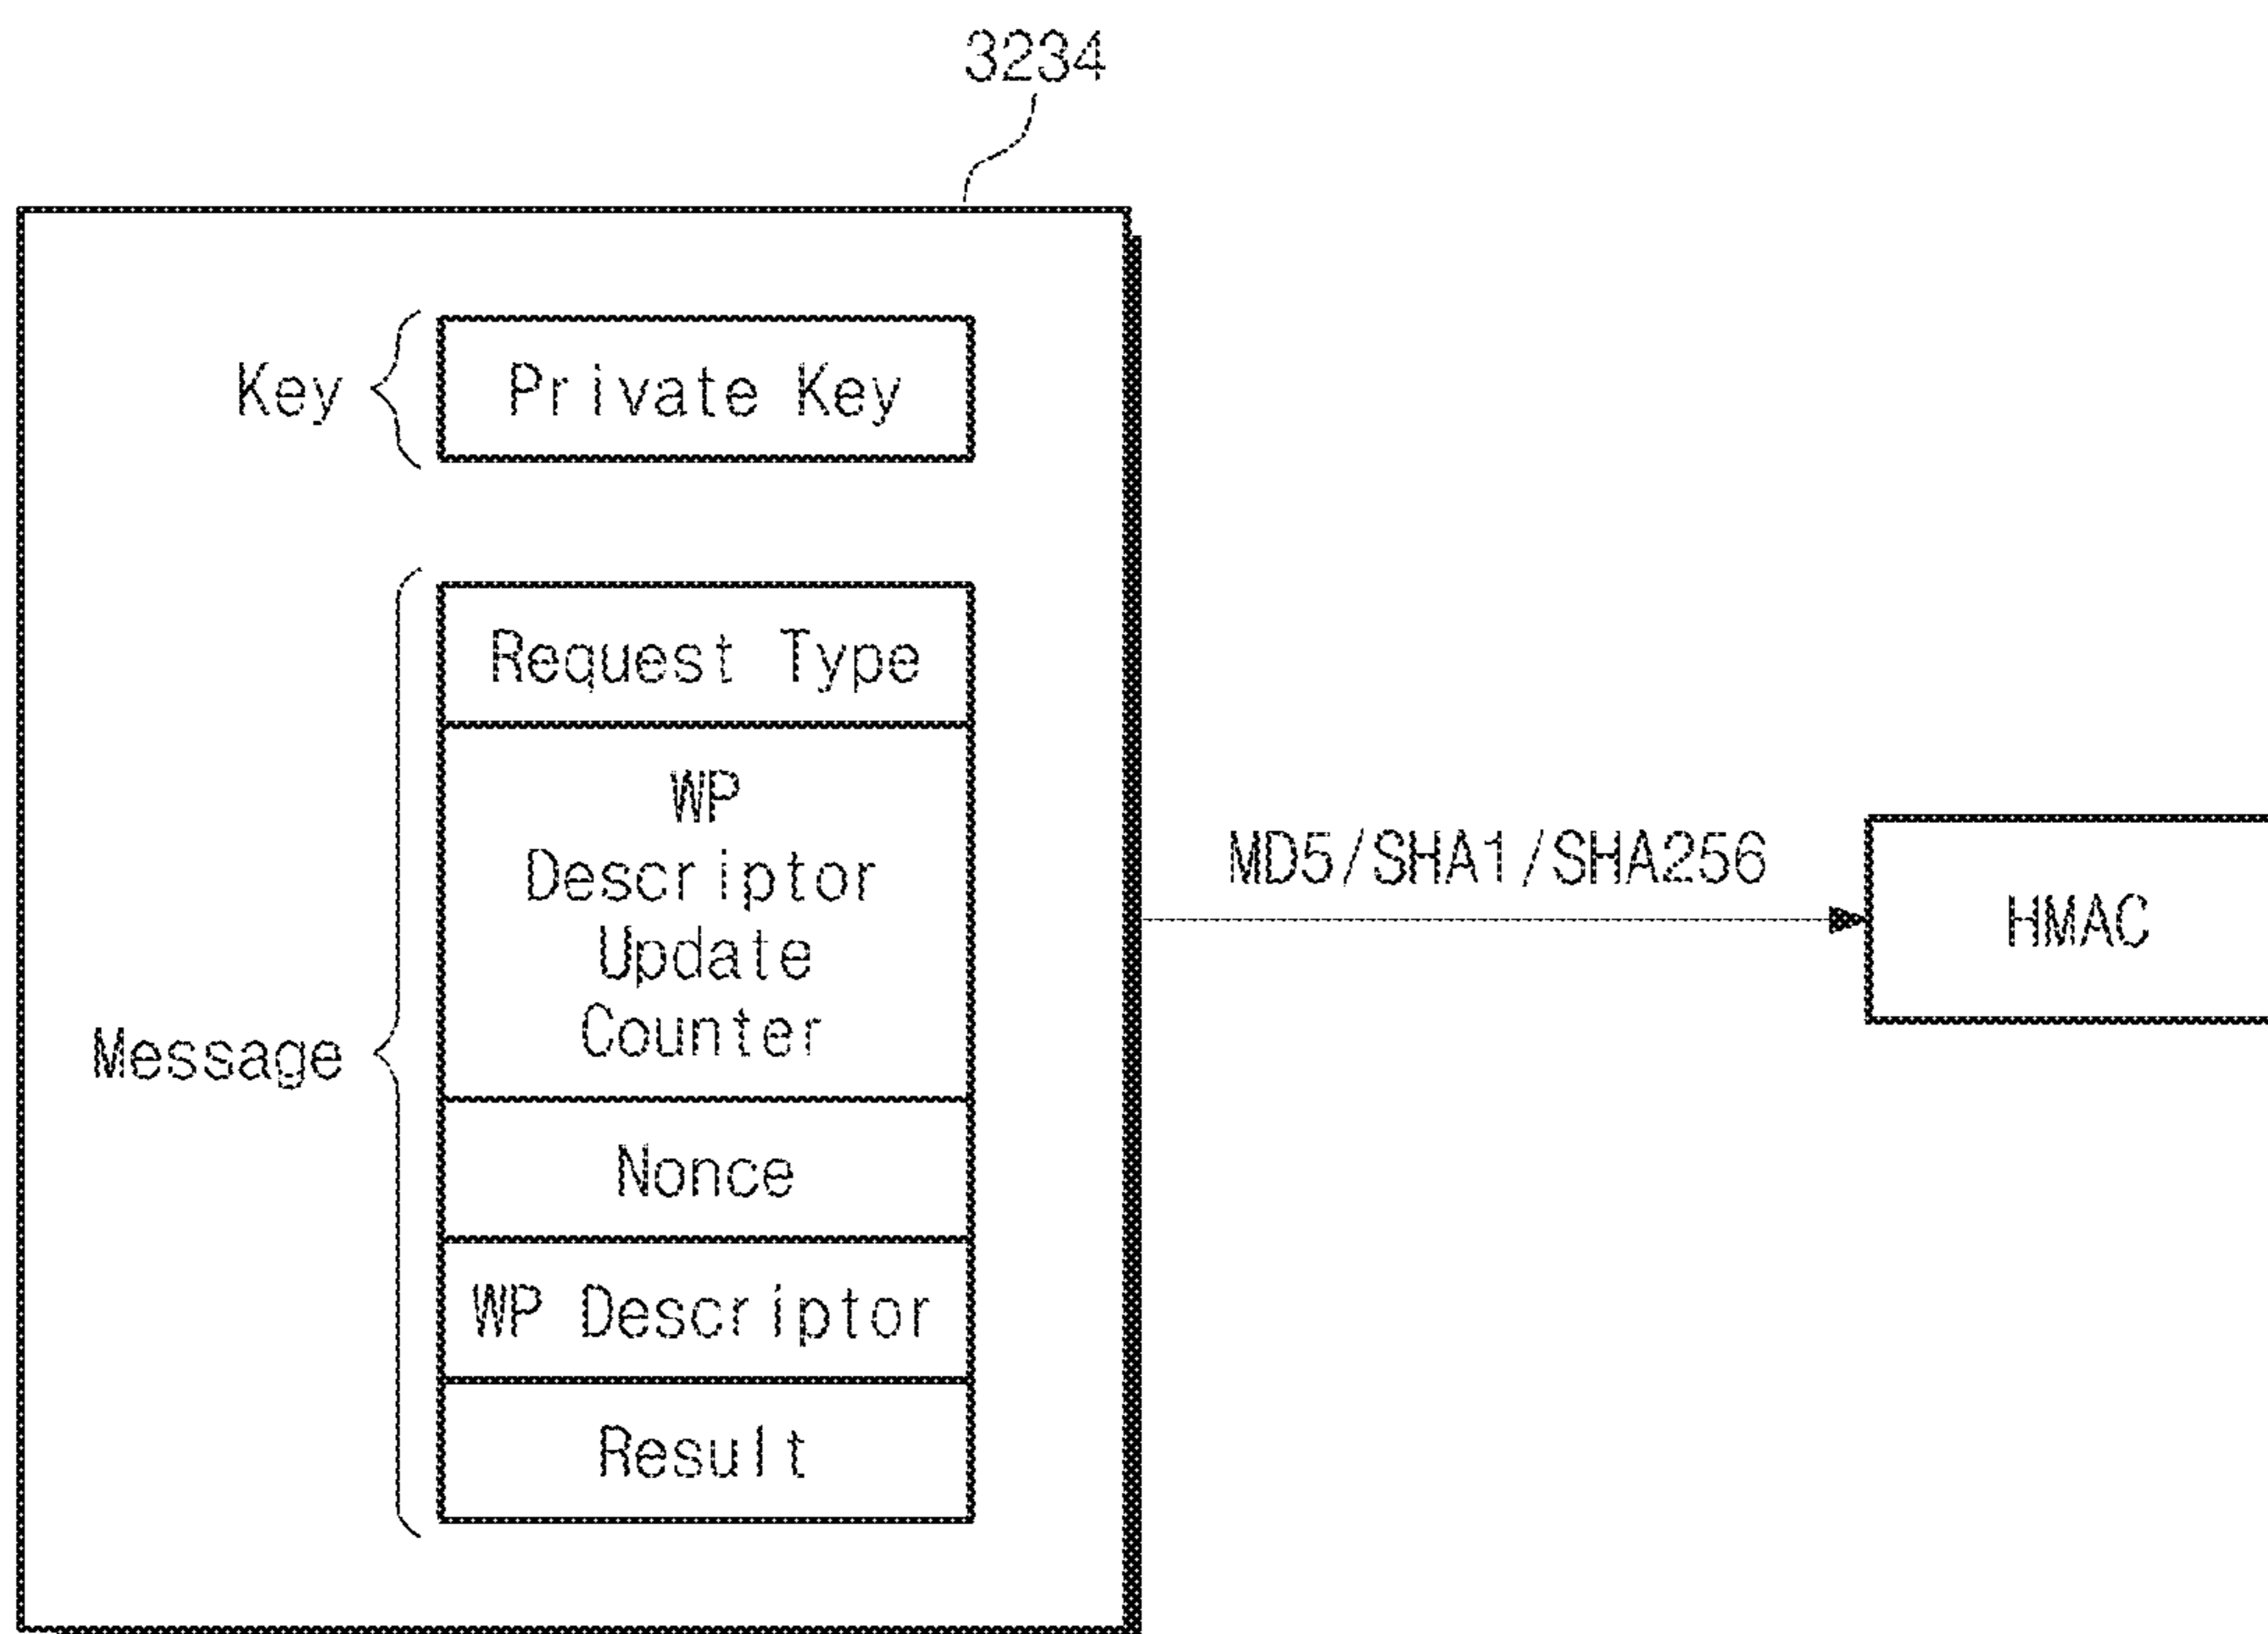 3234
Key
Private Key
Request Type
WP
Descriptor
Update
Counter
Message
Nonce
WP Descriptor
Result
MD5/SHA1/SHA256
HMAC